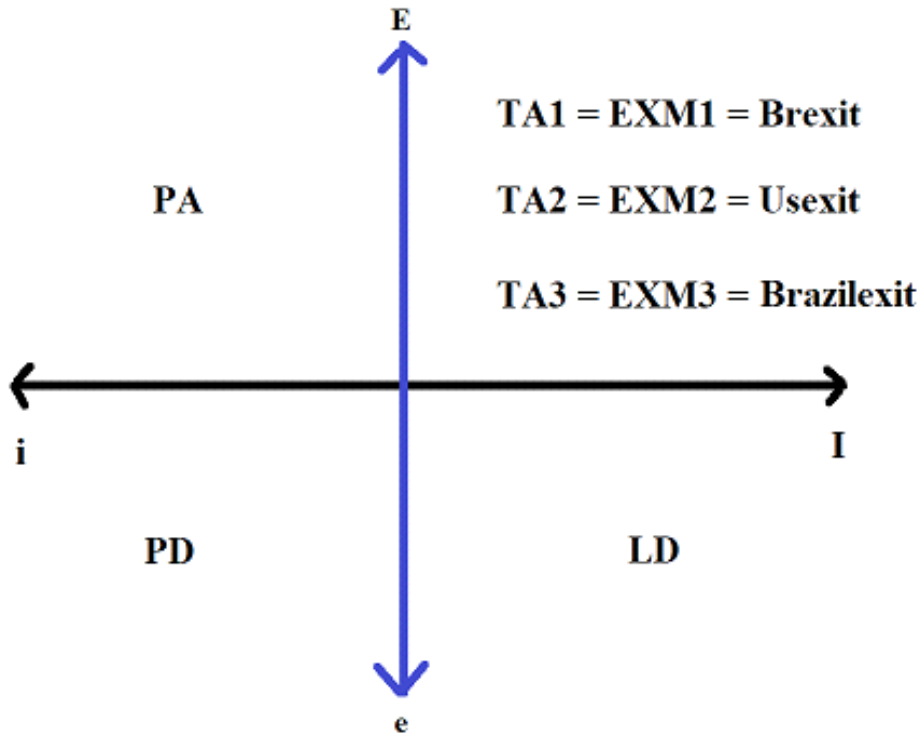 E
TA1 = EXM1 = Brexit
PA
TA2 = EXM2 = Usexit
TA3 = EXM3 = Brazilexit
i
I
PD
LD
e